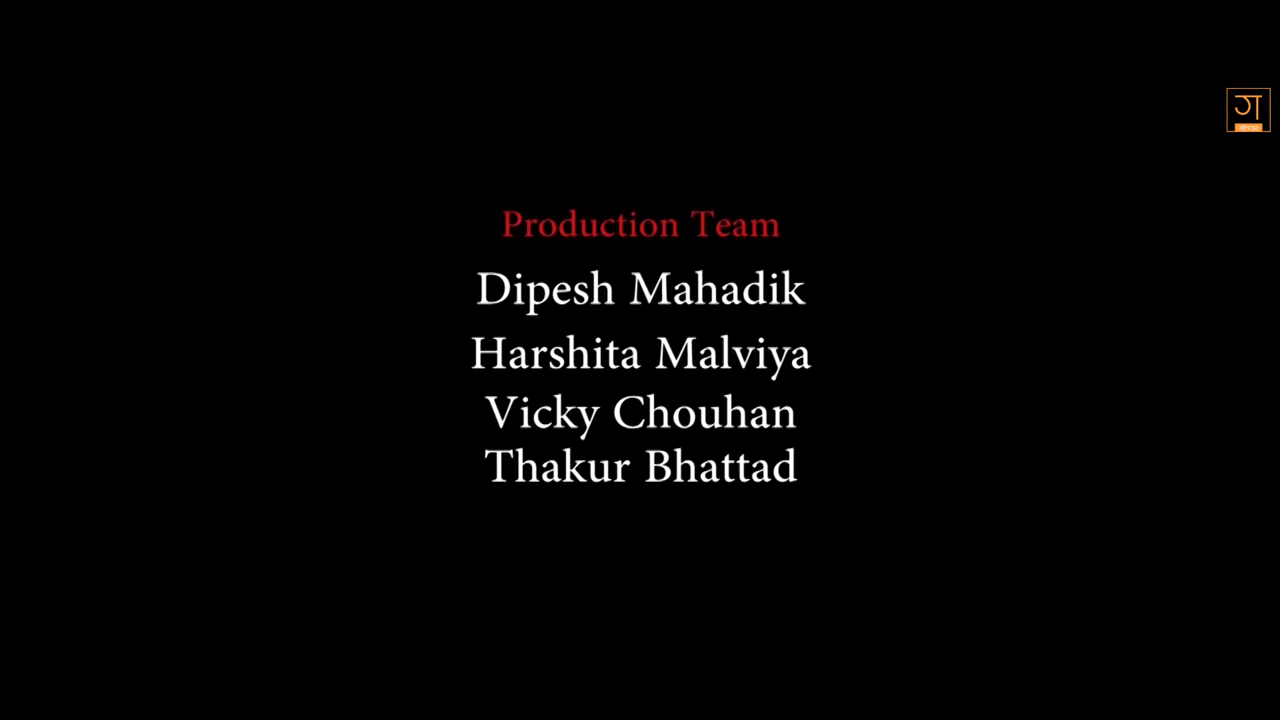 ग
Production Team
Dipesh Mahadik
Harshita Malviya
Vicky Chouhan
Thakur Bhattad